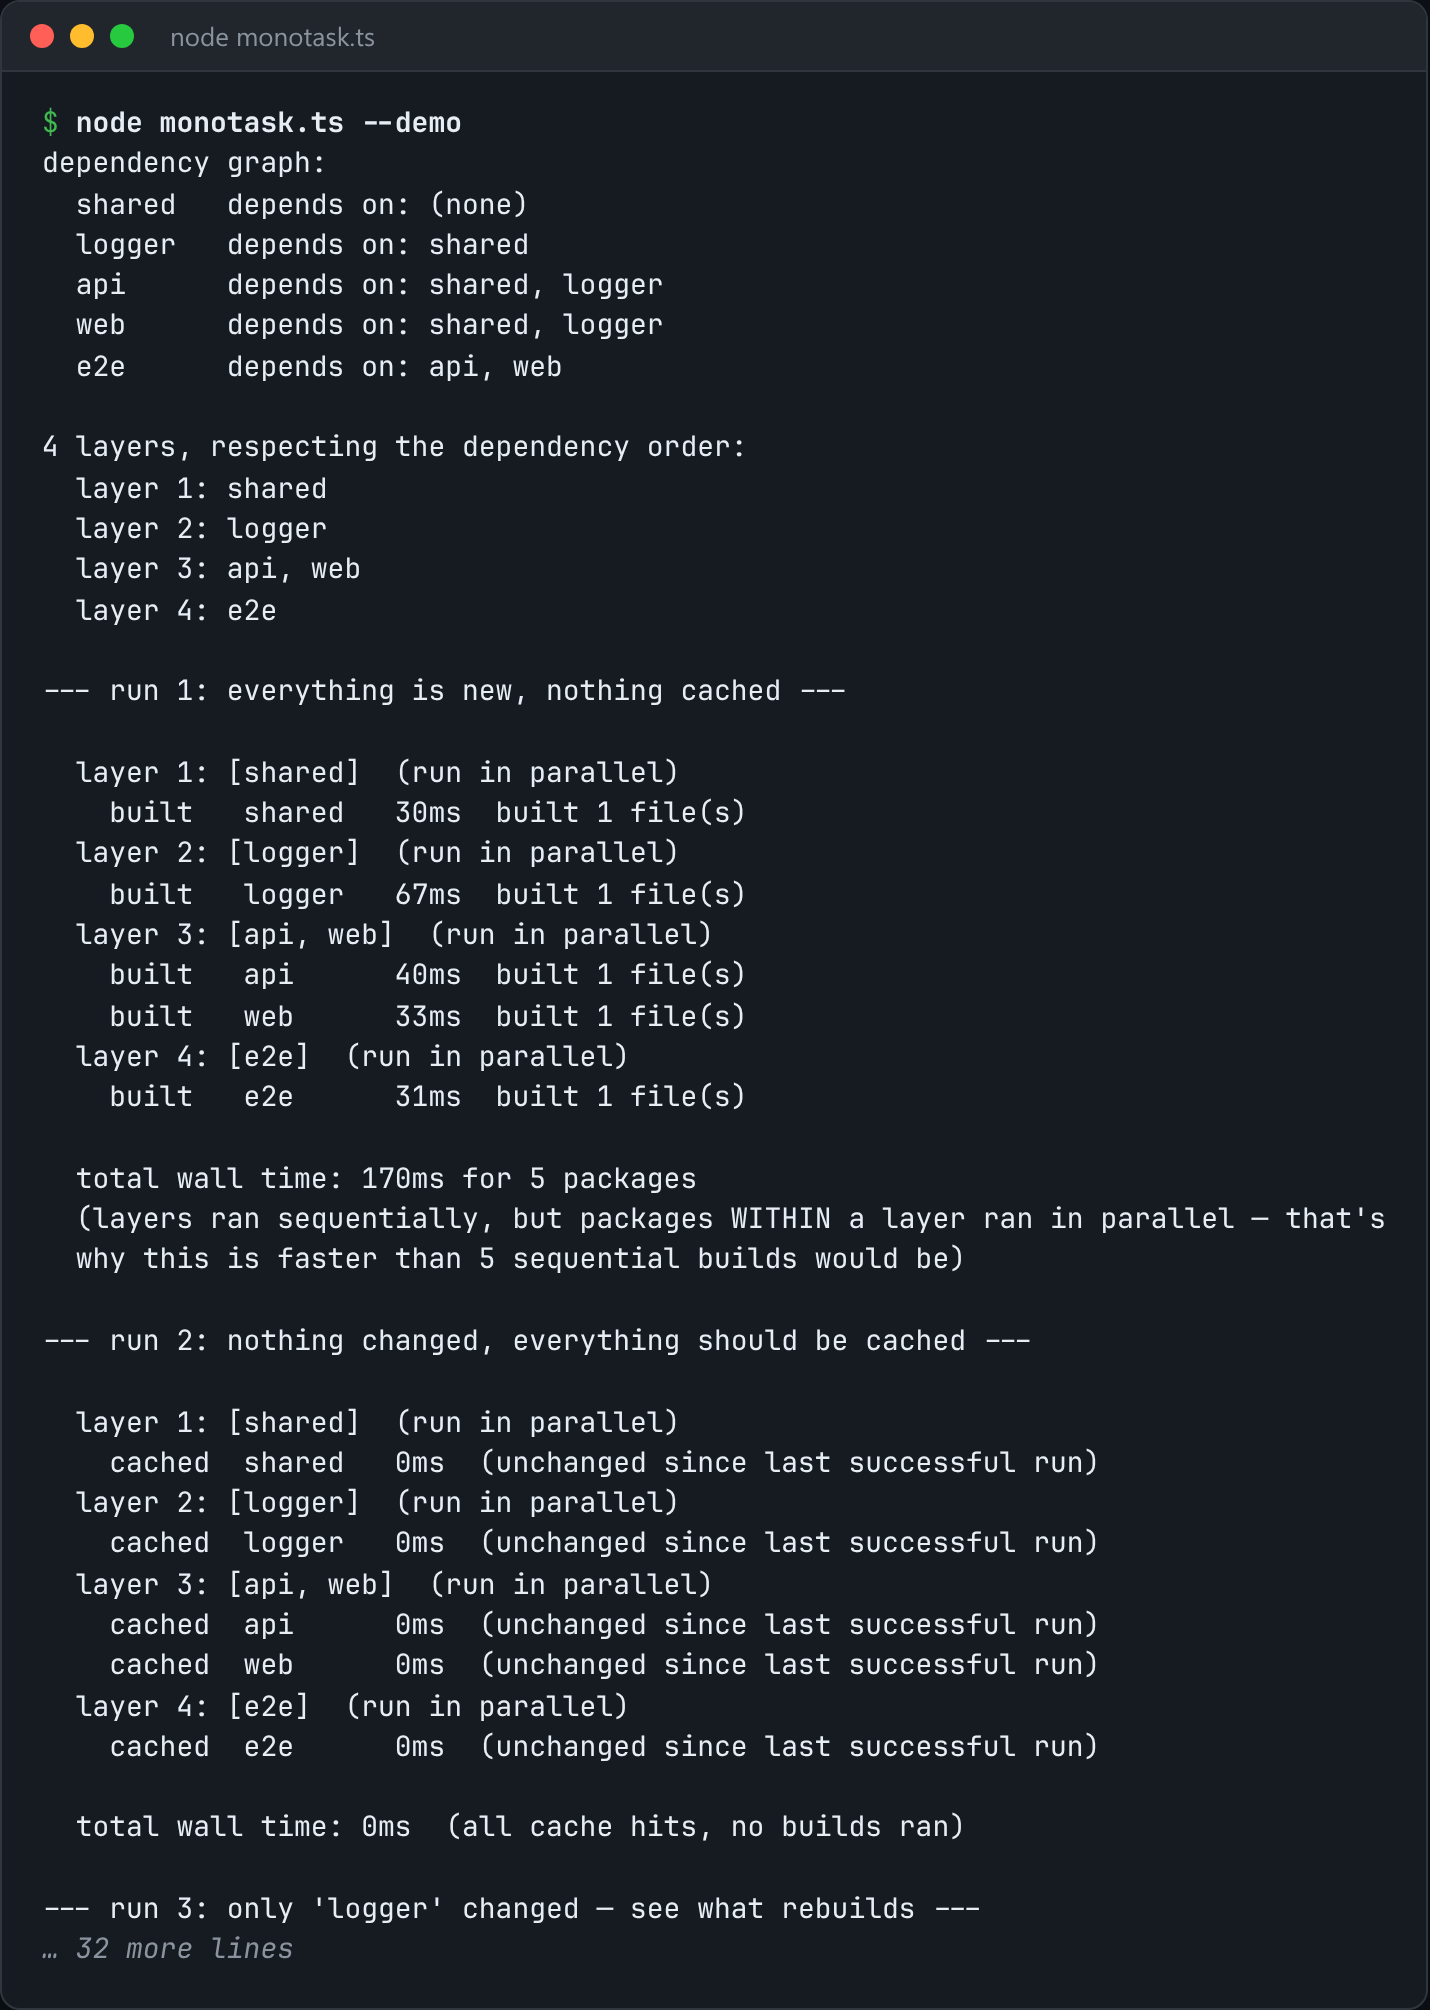 node monotask.ts
$ node monotask.ts --demo
dependency graph:
  shared   depends on: (none)
  logger   depends on: shared
  api      depends on: shared, logger
  web      depends on: shared, logger
  e2e      depends on: api, web

4 layers, respecting the dependency order:
  layer 1: shared
  layer 2: logger
  layer 3: api, web
  layer 4: e2e

--- run 1: everything is new, nothing cached ---

  layer 1: [shared]  (run in parallel)
    built   shared   30ms  built 1 file(s)
  layer 2: [logger]  (run in parallel)
    built   logger   67ms  built 1 file(s)
  layer 3: [api, web]  (run in parallel)
    built   api      40ms  built 1 file(s)
    built   web      33ms  built 1 file(s)
  layer 4: [e2e]  (run in parallel)
    built   e2e      31ms  built 1 file(s)

  total wall time: 170ms for 5 packages
  (layers ran sequentially, but packages WITHIN a layer ran in parallel — that's
  why this is faster than 5 sequential builds would be)

--- run 2: nothing changed, everything should be cached ---

  layer 1: [shared]  (run in parallel)
    cached  shared   0ms  (unchanged since last successful run)
  layer 2: [logger]  (run in parallel)
    cached  logger   0ms  (unchanged since last successful run)
  layer 3: [api, web]  (run in parallel)
    cached  api      0ms  (unchanged since last successful run)
    cached  web      0ms  (unchanged since last successful run)
  layer 4: [e2e]  (run in parallel)
    cached  e2e      0ms  (unchanged since last successful run)

  total wall time: 0ms  (all cache hits, no builds ran)

--- run 3: only 'logger' changed — see what rebuilds ---
… 32 more lines